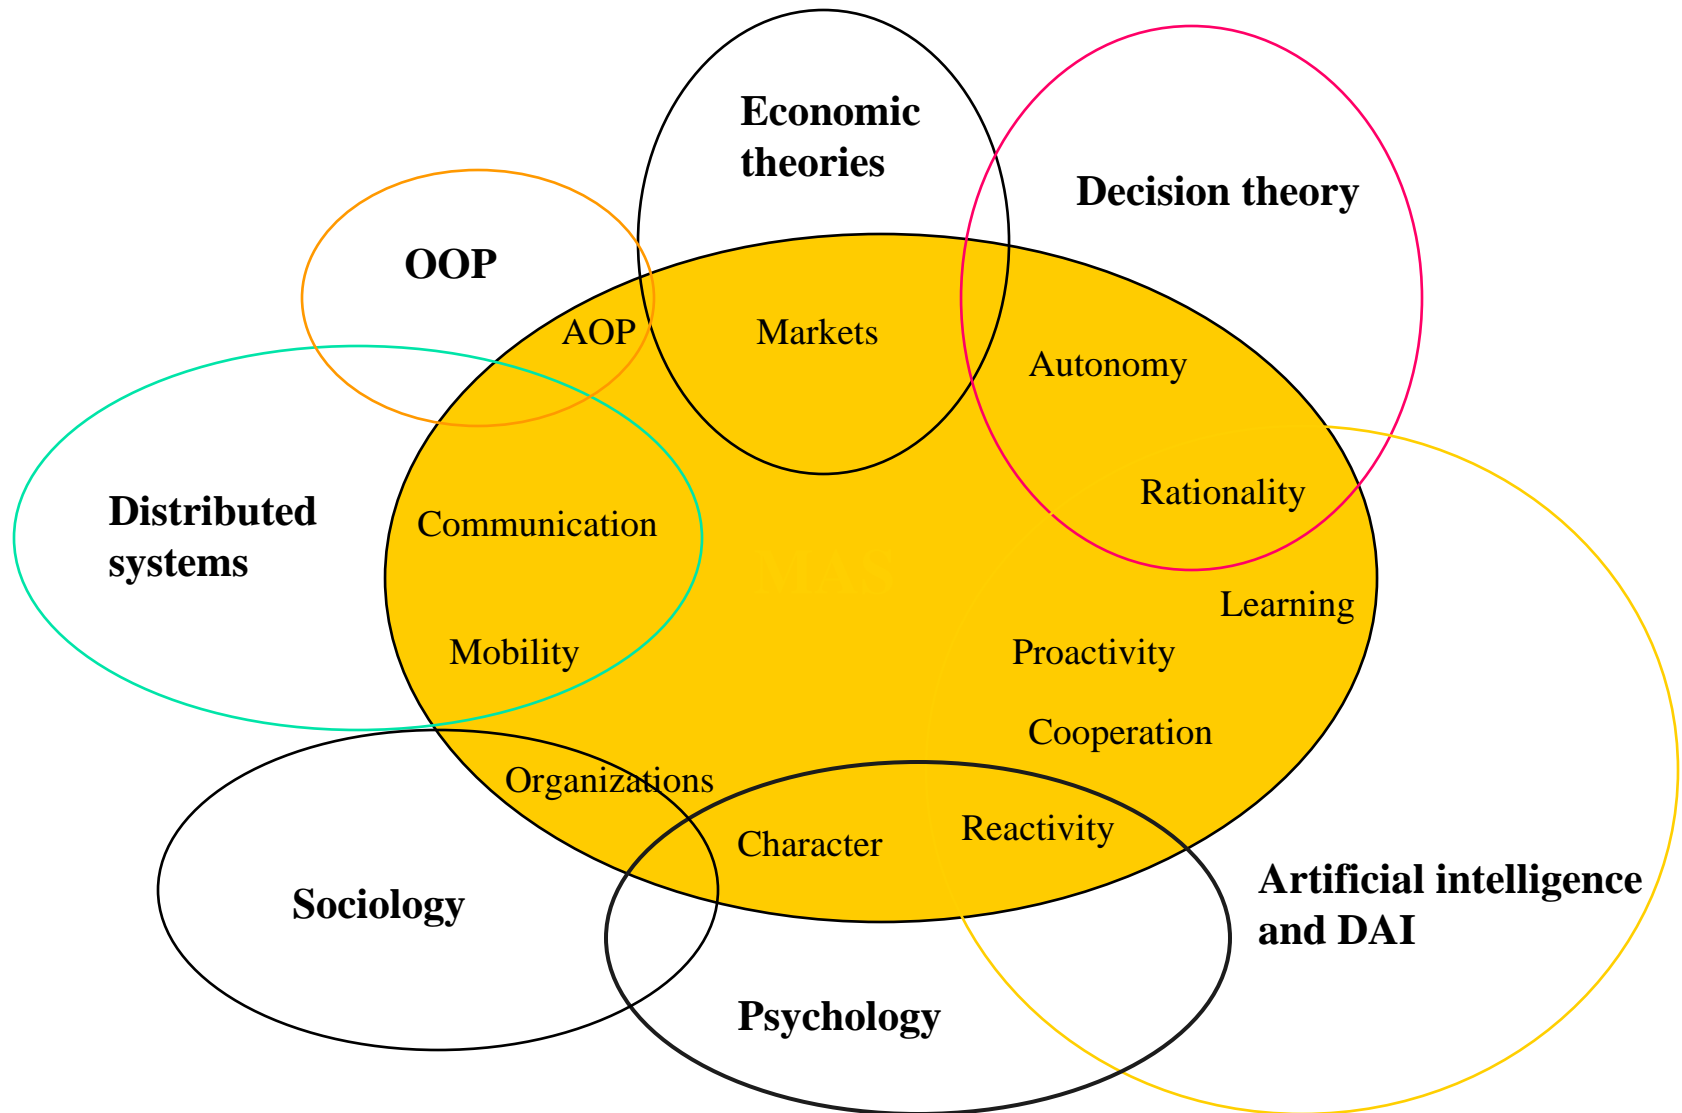 Economic
theories
Decision theory
OOP
AOP
Markets
Autonomy
Rationality
Distributed
systems
Communication
MAS
Learning
Mobility
Proactivity
Cooperation
Organizations
Character
Reactivity
Sociology
Artificial intelligence
and DAI
Psychology